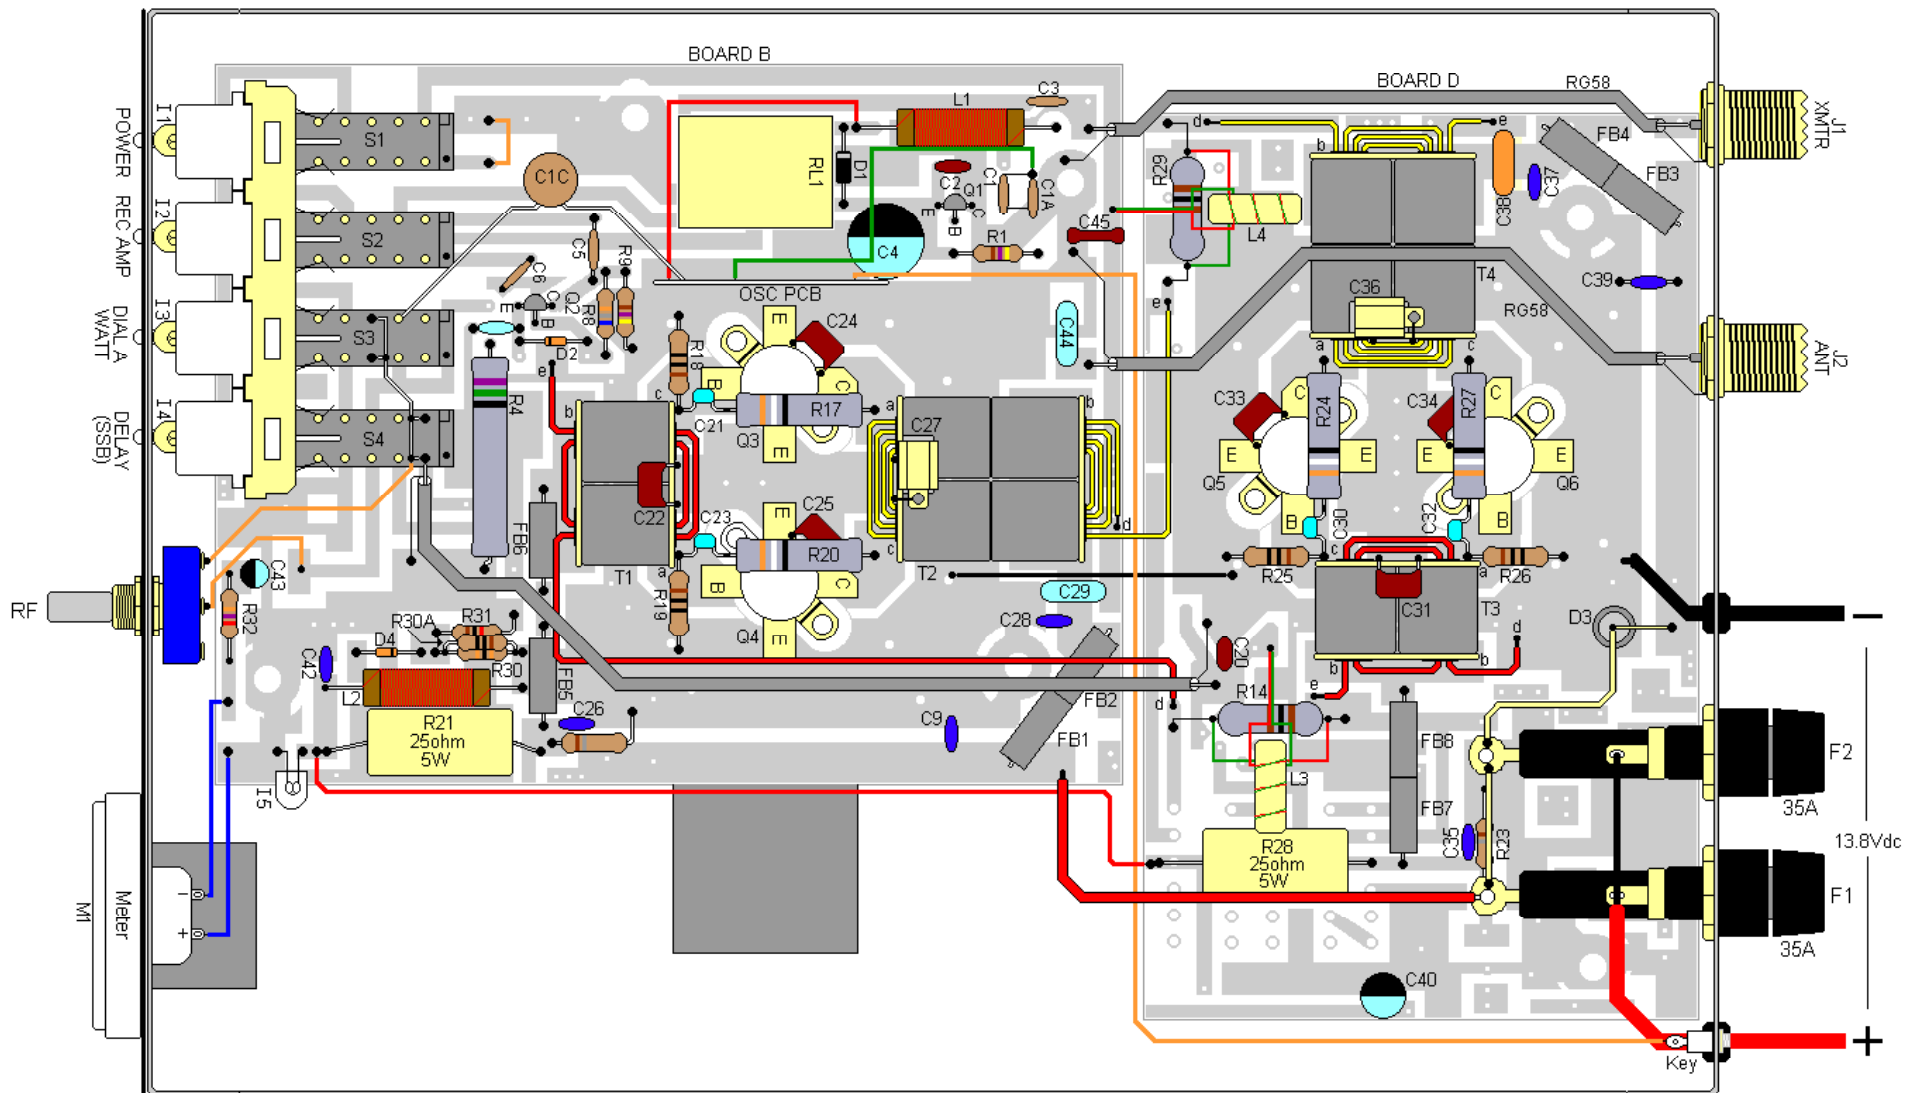 BOARD B
BOARD D
RG58
J1
XMTR
I1
POWER
S1
C1C
RL1
D1
L1
C3
C2
Q1
E
C
B
C1
C1A
R29
d
b
e
C38
C37
FB4
FB3
I2
REC AMP
S2
C5
C6
R9
C4
R1
C45
L4
T4
C39
OSC PCB
E
C
B
Q2
R8
e
C36
RG58
J2
ANT
I3
DIAL A
WATT
S3
D2
R18
E
C24
C44
a
c
R4
e
b
c
B
C
C21
R17
a
Q3
E
C27
b
C33
C
R24
C34
R27
C
E
E
E
E
Q5
Q6
I4
DELAY
(SSB)
S4
C22
E
C25
C23
d
B
C30
C32
B
FB6
T1
a
R20
c
T2
R25
c
a
R26
B
C
R19
Q4
E
C29
C28
C31
T3
D3
−
RF
C43
R32
R30A
R31
D4
R30
C42
L2
FB5
C20
b
b
d
e
R14
d
FB2
FB1
C9
C26
R21
25ohm
5W
I5
FB8
FB7
L3
F2
35A
13.8Vdc
C35
R23
R28
25ohm
5W
F1
35A
Meter
M1
−
+
C40
Key
+